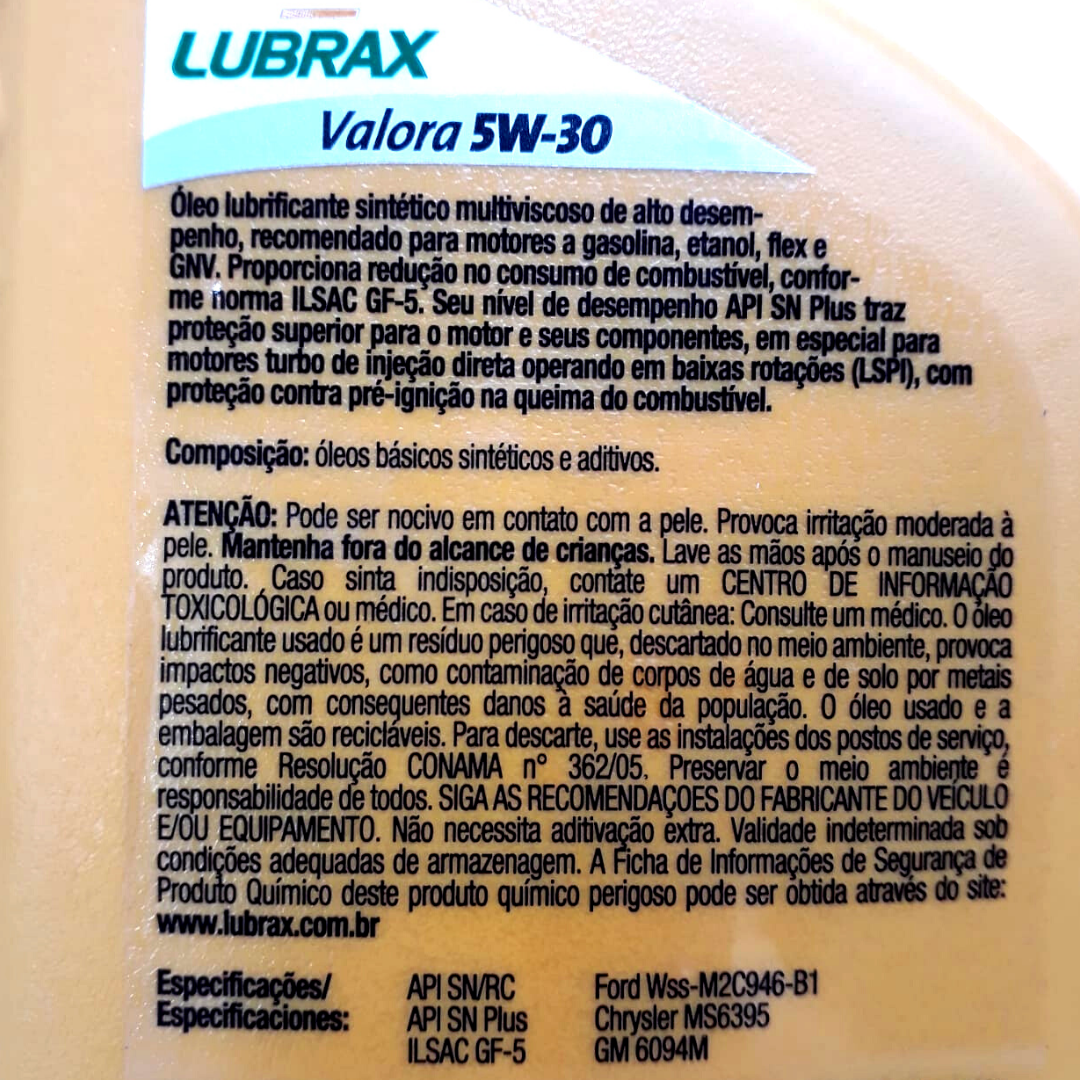 LUBRAX
Valora 5W-30
Óleo lubrificante sintético multiviscoso de alto desem-
penho, recomendado para motores a gasolina, etanol, flex e
GNV. Proporciona redução no consumo de combustível, confor-
me norma ILSAC GF-5. Seu nível de desempenho API SN Plus traz
proteção superior para o motor e seus componentes, em especial para
motores turbo de injeção direta operando em baixas rotações (LSPI), com
proteção contra pré-ignição na queima do combustível.
Composição: óleos básicos sintéticos e aditivos.
ATENÇÃO: Pode ser nocivo em contato com a pele. Provoca irritação moderada à
pele. Mantenha fora do alcance de crianças. Lave as mãos após o manuseio do
produto. Caso sinta indisposição, contate um CENTRO DE INFORMAÇÃO
TOXICOLÓGICA ou médico. Em caso de irritação cutânea: Consulte um médico. O óleo
lubrificante usado é um resíduo perigoso que, descartado no meio ambiente, provoca
impactos negativos, como contaminação de corpos de água e de solo por metais
pesados, com consequentes danos à saúde da população. O óleo usado e a
embalagem são recicláveis. Para descarte, use as instalações dos postos de serviço,
conforme Resolução CONAMA n° 362/05. Preservar o meio ambiente é
responsabilidade de todos. SIGA AS RECOMENDAÇÕES DO FABRICANTE DO VEÍCULO
E/OU EQUIPAMENTO. Não necessita aditivação extra. Validade indeterminada sob
condições adequadas de armazenagem. A Ficha de Informações de Segurança de
Produto Químico deste produto químico perigoso pode ser obtida através do site:
www.lubrax.com.br
Especificações/ API SN/RC Ford Wss-M2C946-B1
Especificaciones: API SN Plus Chrysler MS6395
ILSAC GF-5 GM 6094M